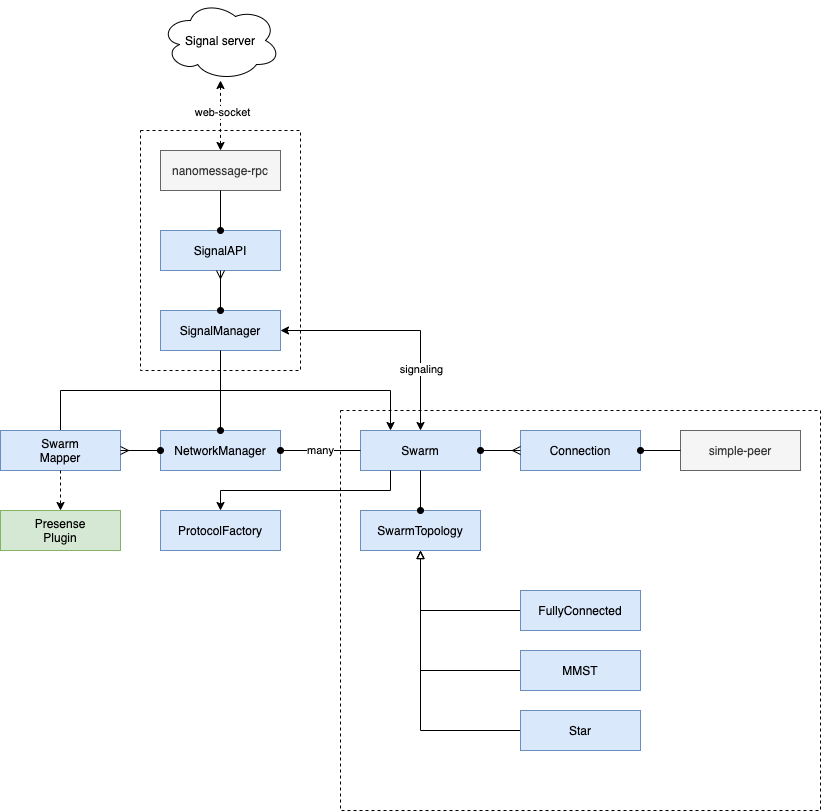 Signal server
web-socket
nanomessage-rpc
SignalAPI
SignalManager
signaling
Swarm
Mapper
NetworkManager
many
Swarm
Connection
simple-peer
Presense
Plugin
ProtocolFactory
SwarmTopology
FullyConnected
MMST
Star